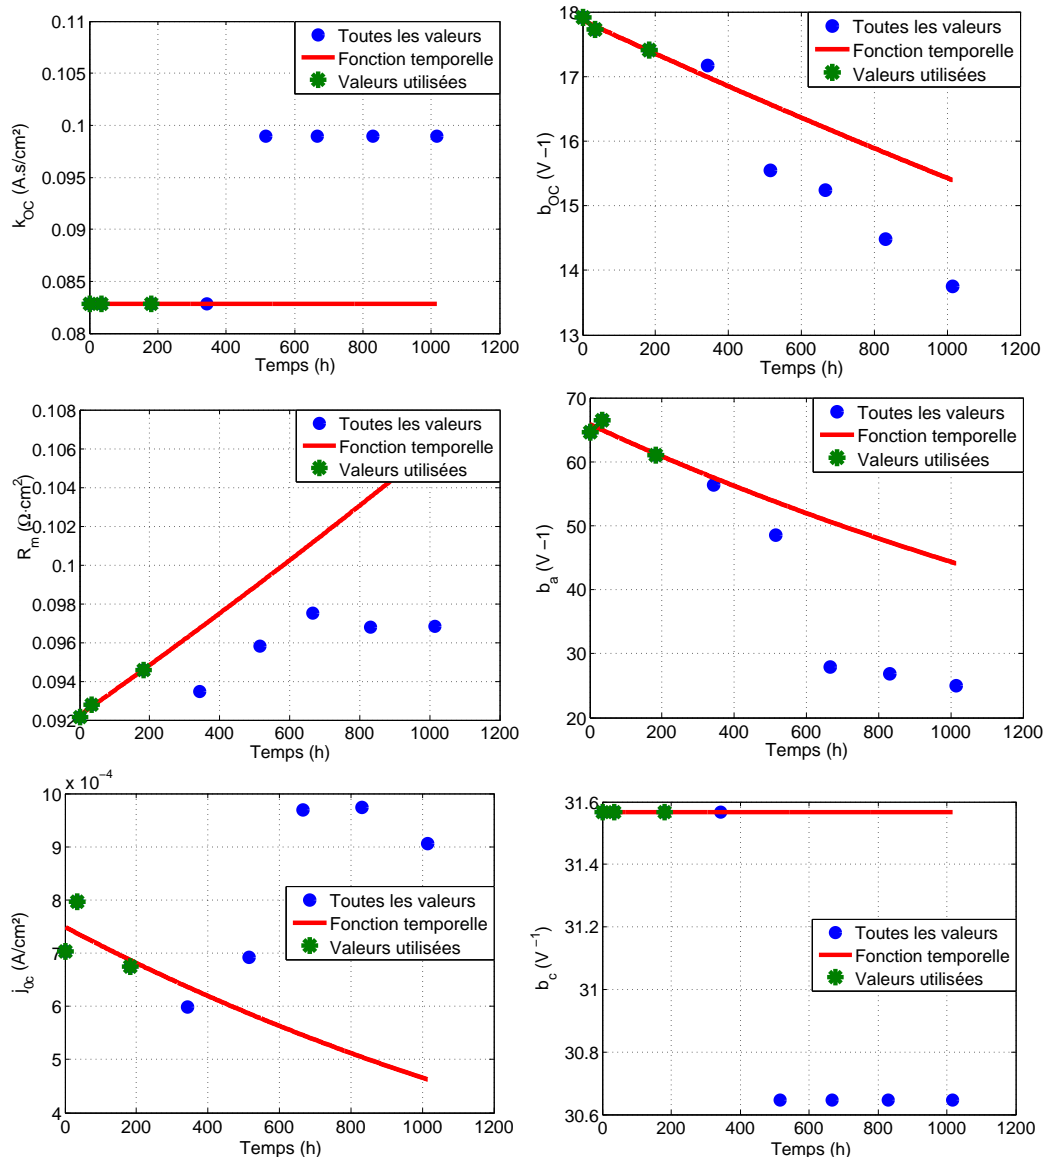 0.11
0.105
0.1
0.095
0.09
0.085
0.08
k_OC (A.s/cm²)
0 200 400 600 800 1000 1200
Temps (h)
Toutes les valeurs
Fonction temporelle
Valeurs utilisées
18
17
16
15
14
13
b_OC (V −1)
0 200 400 600 800 1000 1200
Temps (h)
Toutes les valeurs
Fonction temporelle
Valeurs utilisées
0.108
0.106
0.104
0.102
0.1
0.098
0.096
0.094
0.092
R_m (Ω·cm²)
0 200 400 600 800 1000 1200
Temps (h)
Toutes les valeurs
Fonction temporelle
Valeurs utilisées
70
60
50
40
30
20
b_a (V −1)
0 200 400 600 800 1000 1200
Temps (h)
Toutes les valeurs
Fonction temporelle
Valeurs utilisées
x 10⁻⁴
10
9
8
7
6
5
4
j_0c (A/cm²)
0 200 400 600 800 1000 1200
Temps (h)
Toutes les valeurs
Fonction temporelle
Valeurs utilisées
31.6
31.4
31.2
31
30.8
30.6
b_c (V⁻¹)
0 200 400 600 800 1000 1200
Temps (h)
Toutes les valeurs
Fonction temporelle
Valeurs utilisées